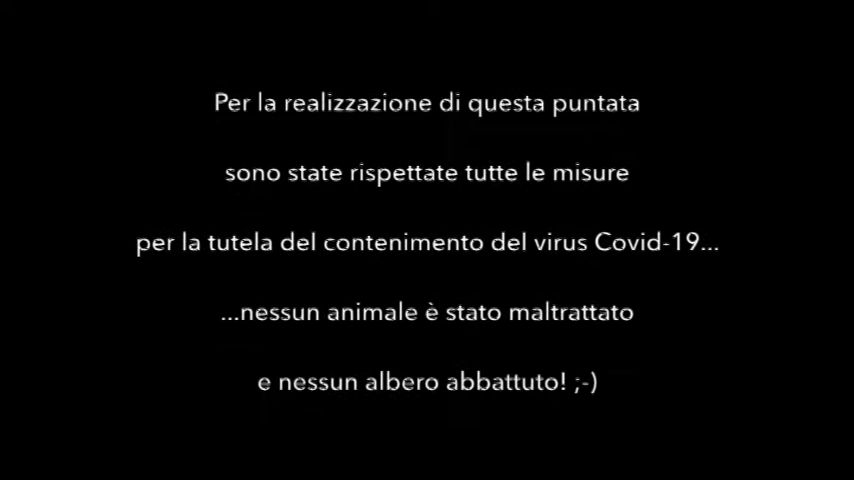 Per la realizzazione di questa puntata
sono state rispettate tutte le misure
per la tutela del contenimento del virus Covid-19...
...nessun animale è stato maltrattato
e nessun albero abbattuto! ;-)